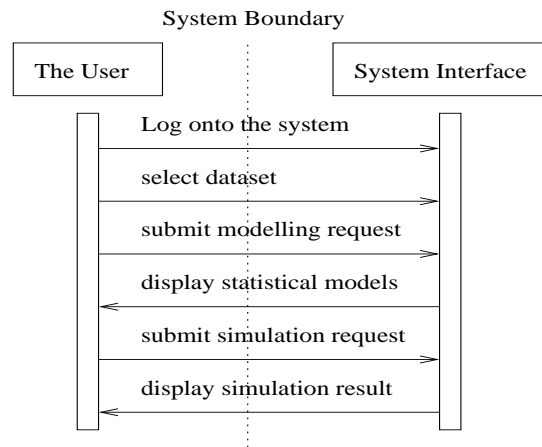 System Boundary
The User
System Interface
Log onto the system
select dataset
submit modelling request
display statistical models
submit simulation request
display simulation result